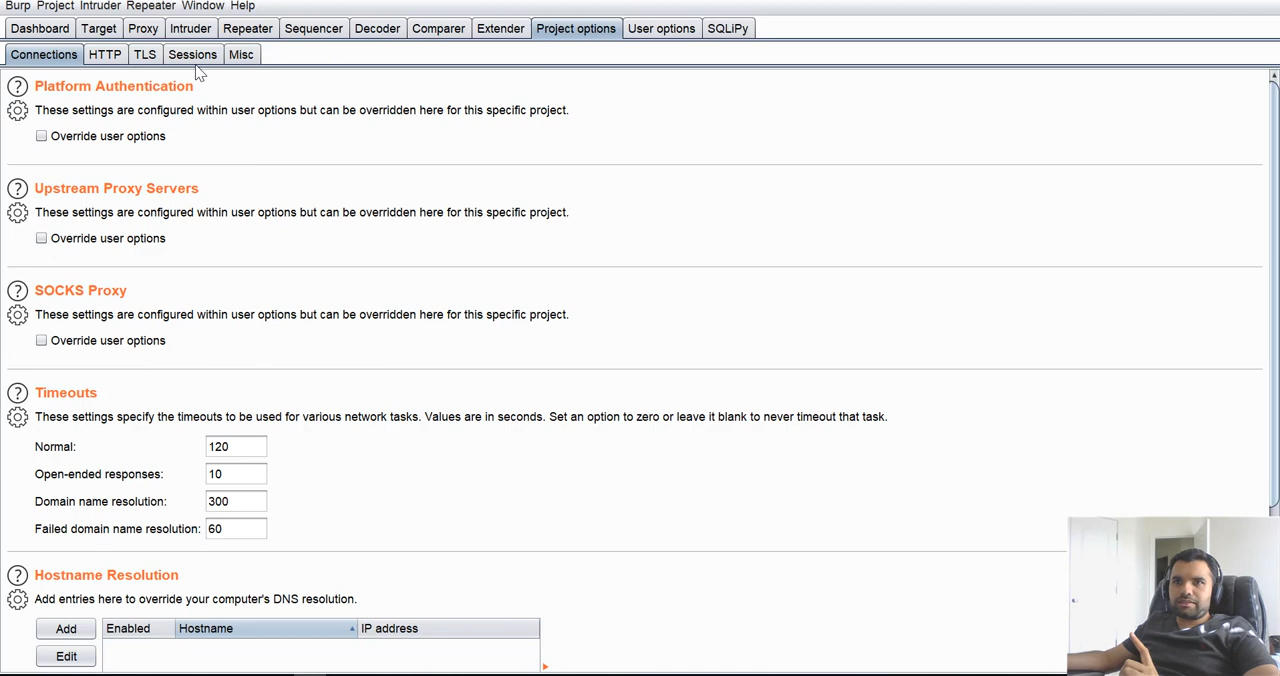 Burp Project Intruder Repeater Window Help
Dashboard Target Proxy Intruder Repeater Sequencer Decoder Comparer Extender Project options User options SQLiPy
Connections HTTP TLS Sessions Misc
? Platform Authentication
These settings are configured within user options but can be overridden here for this specific project.
Override user options
? Upstream Proxy Servers
These settings are configured within user options but can be overridden here for this specific project.
Override user options
? SOCKS Proxy
These settings are configured within user options but can be overridden here for this specific project.
Override user options
? Timeouts
These settings specify the timeouts to be used for various network tasks. Values are in seconds. Set an option to zero or leave it blank to never timeout that task.
Normal: 120
Open-ended responses: 10
Domain name resolution: 300
Failed domain name resolution: 60
? Hostname Resolution
Add entries here to override your computer's DNS resolution.
Add Enabled Hostname IP address
Edit